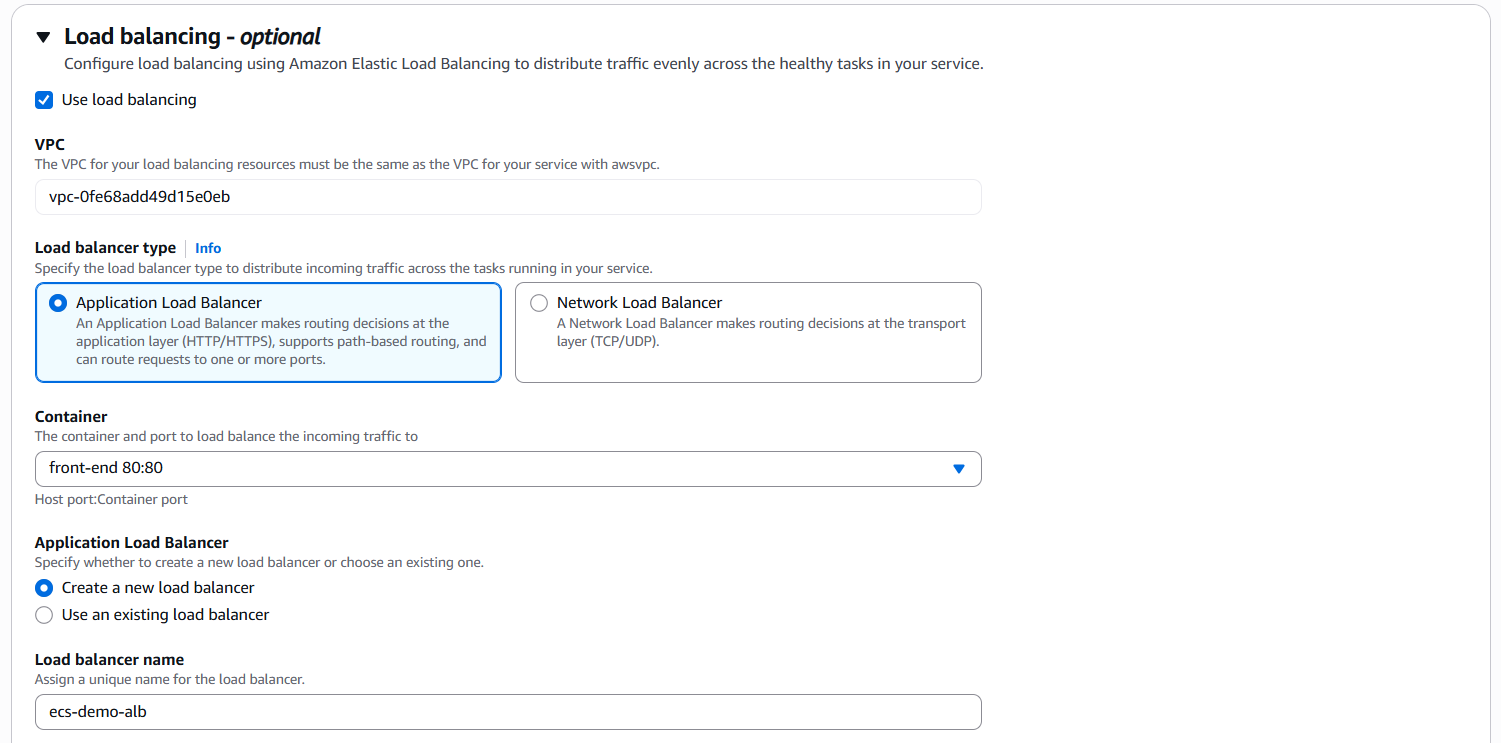 Load balancing - optional
Configure load balancing using Amazon Elastic Load Balancing to distribute traffic evenly across the healthy tasks in your service.
Use load balancing
VPC
The VPC for your load balancing resources must be the same as the VPC for your service with awsvpc.
vpc-0fe68add49d15e0eb
Load balancer type Info
Specify the load balancer type to distribute incoming traffic across the tasks running in your service.
Application Load Balancer
An Application Load Balancer makes routing decisions at the
application layer (HTTP/HTTPS), supports path-based routing, and
can route requests to one or more ports.
Network Load Balancer
A Network Load Balancer makes routing decisions at the transport
layer (TCP/UDP).
Container
The container and port to load balance the incoming traffic to
front-end 80:80
Host port:Container port
Application Load Balancer
Specify whether to create a new load balancer or choose an existing one.
Create a new load balancer
Use an existing load balancer
Load balancer name
Assign a unique name for the load balancer.
ecs-demo-alb